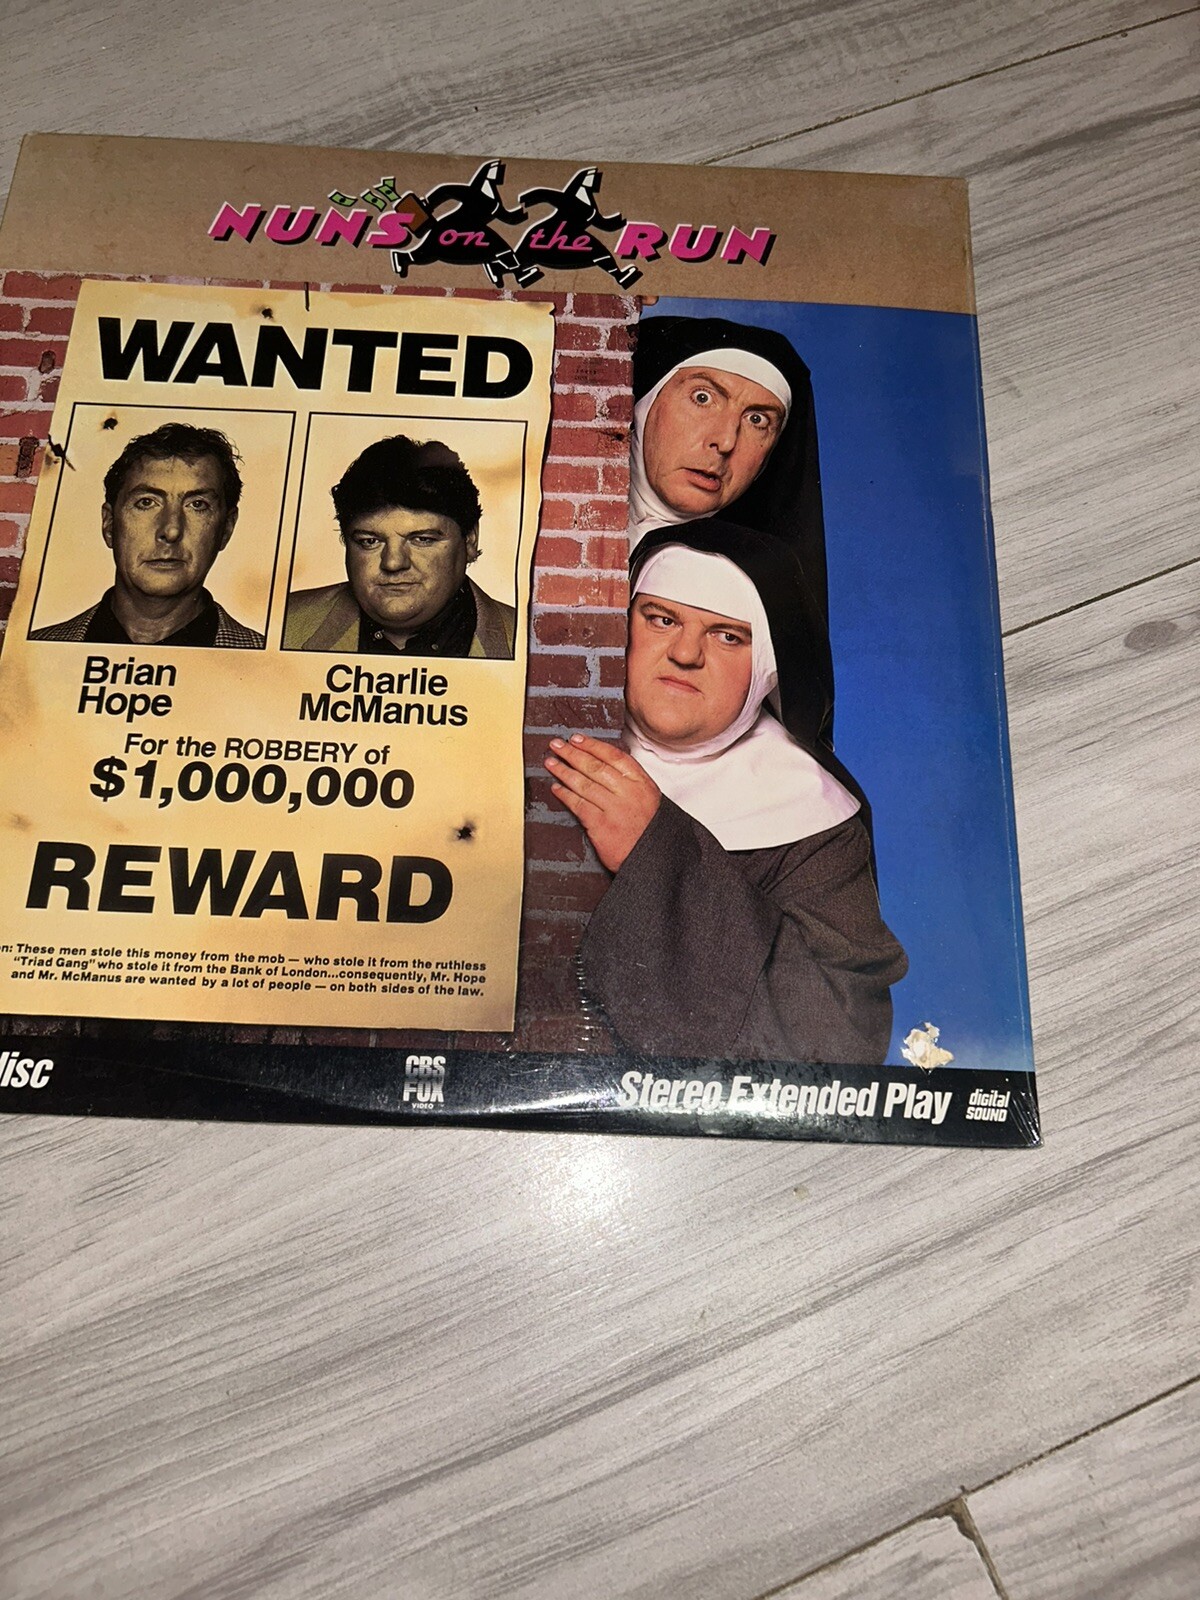 NUNS on the RUN
WANTED
Brian
Hope
Charlie
McManus
For the ROBBERY of
$1,000,000
REWARD
n: These men stole this money from the mob — who stole it from the ruthless
"Triad Gang" who stole it from the Bank of London...consequently, Mr. Hope
and Mr. McManus are wanted by a lot of people — on both sides of the law.
disc
CBS
FOX
VIDEO
Stereo Extended Play
digital
SOUND